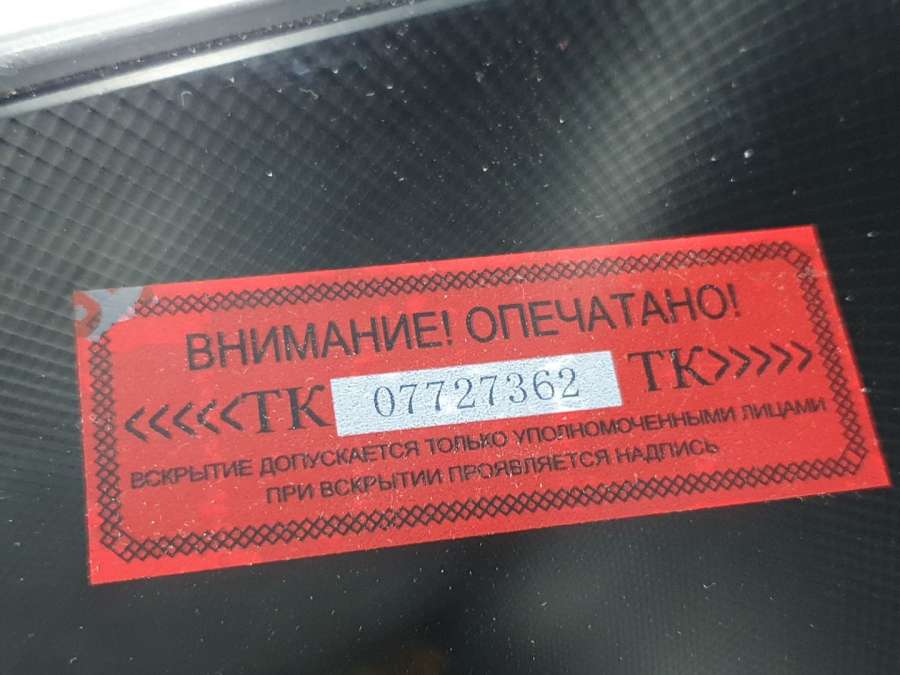 ВНИМАНИЕ! ОПЕЧАТАНО!
<<<<<ТК 07727362 ТК>>>>>
ВСКРЫТИЕ ДОПУСКАЕТСЯ ТОЛЬКО УПОЛНОМОЧЕННЫМИ ЛИЦАМИ
ПРИ ВСКРЫТИИ ПРОЯВЛЯЕТСЯ НАДПИСЬ